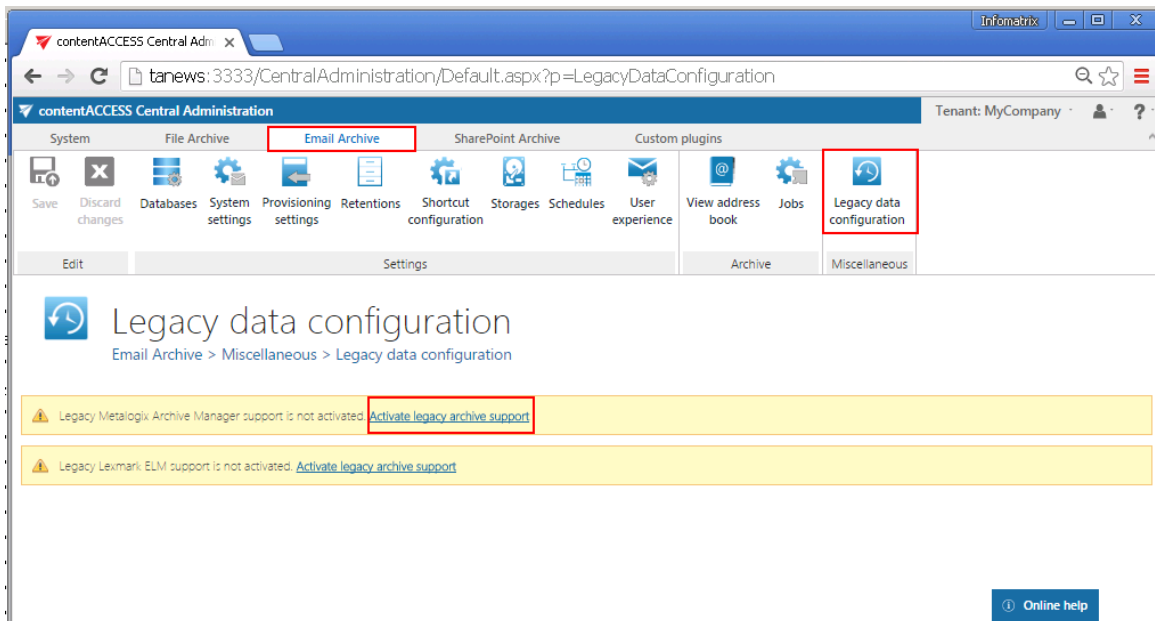 Infomatrix
contentACCESS Central Adm
tanews:3333/CentralAdministration/Default.aspx?p=LegacyDataConfiguration
contentACCESS Central Administration
Tenant: MyCompany
System File Archive Email Archive SharePoint Archive Custom plugins
Save
Discard changes
Databases
System settings
Provisioning settings
Retentions
Shortcut configuration
Storages
Schedules
User experience
View address book
Jobs
Legacy data configuration
Edit Settings Archive Miscellaneous
Legacy data configuration
Email Archive > Miscellaneous > Legacy data configuration
Legacy Metalogix Archive Manager support is not activated. Activate legacy archive support
Legacy Lexmark ELM support is not activated. Activate legacy archive support
Online help